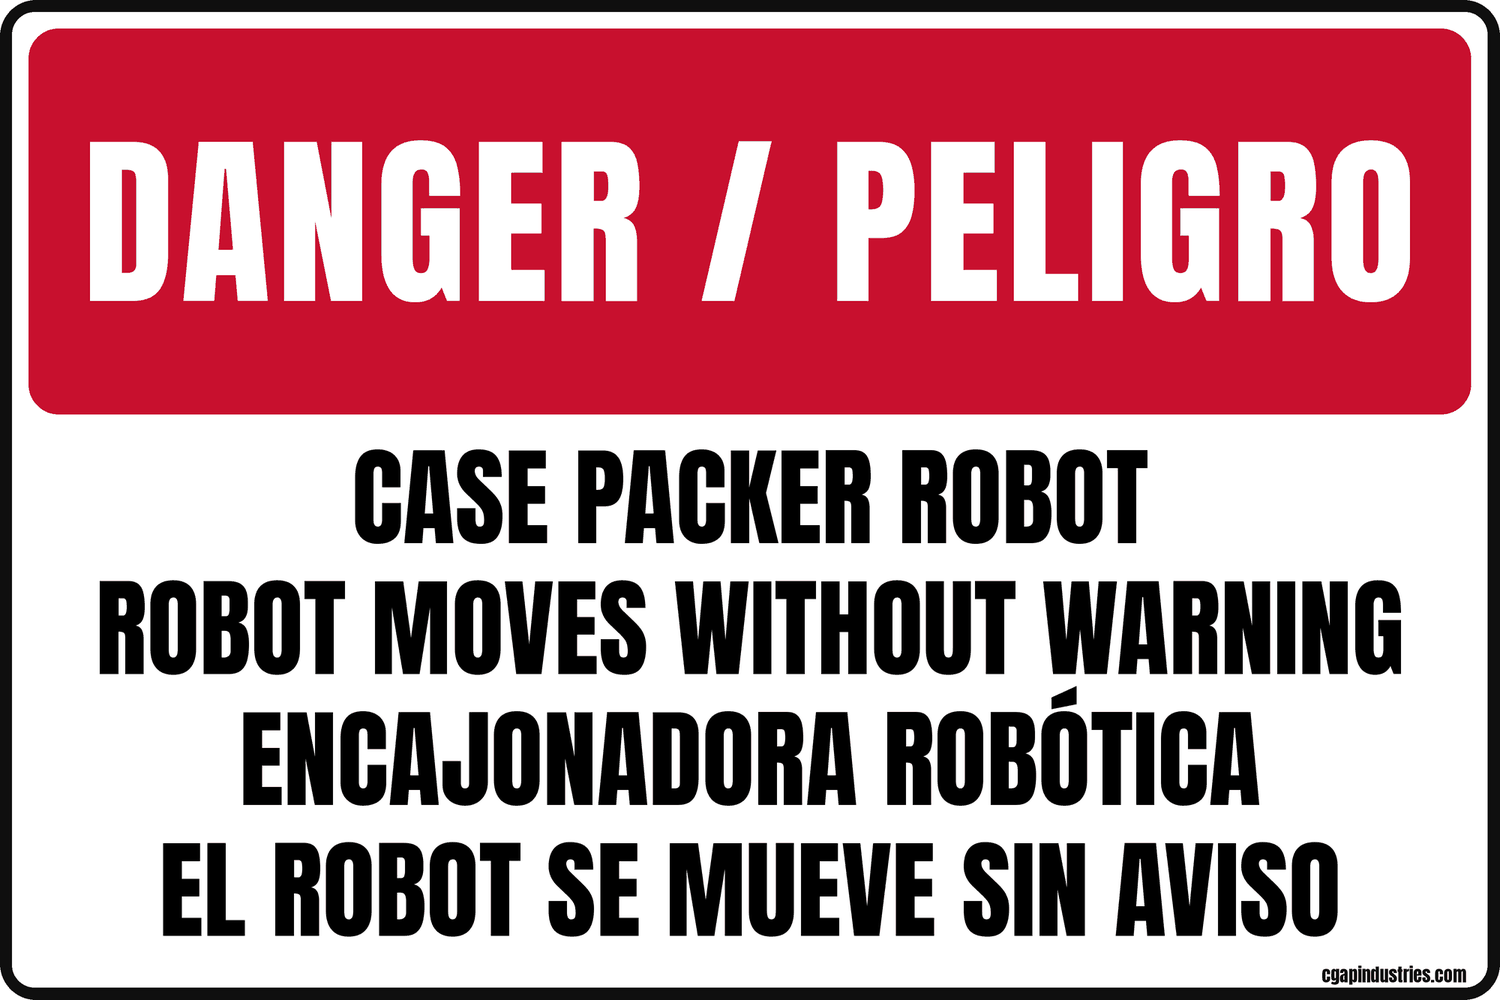 DANGER / PELIGRO
CASE PACKER ROBOT
ROBOT MOVES WITHOUT WARNING
ENCAJONADORA ROBÓTICA
EL ROBOT SE MUEVE SIN AVISO
cgapindustries.com